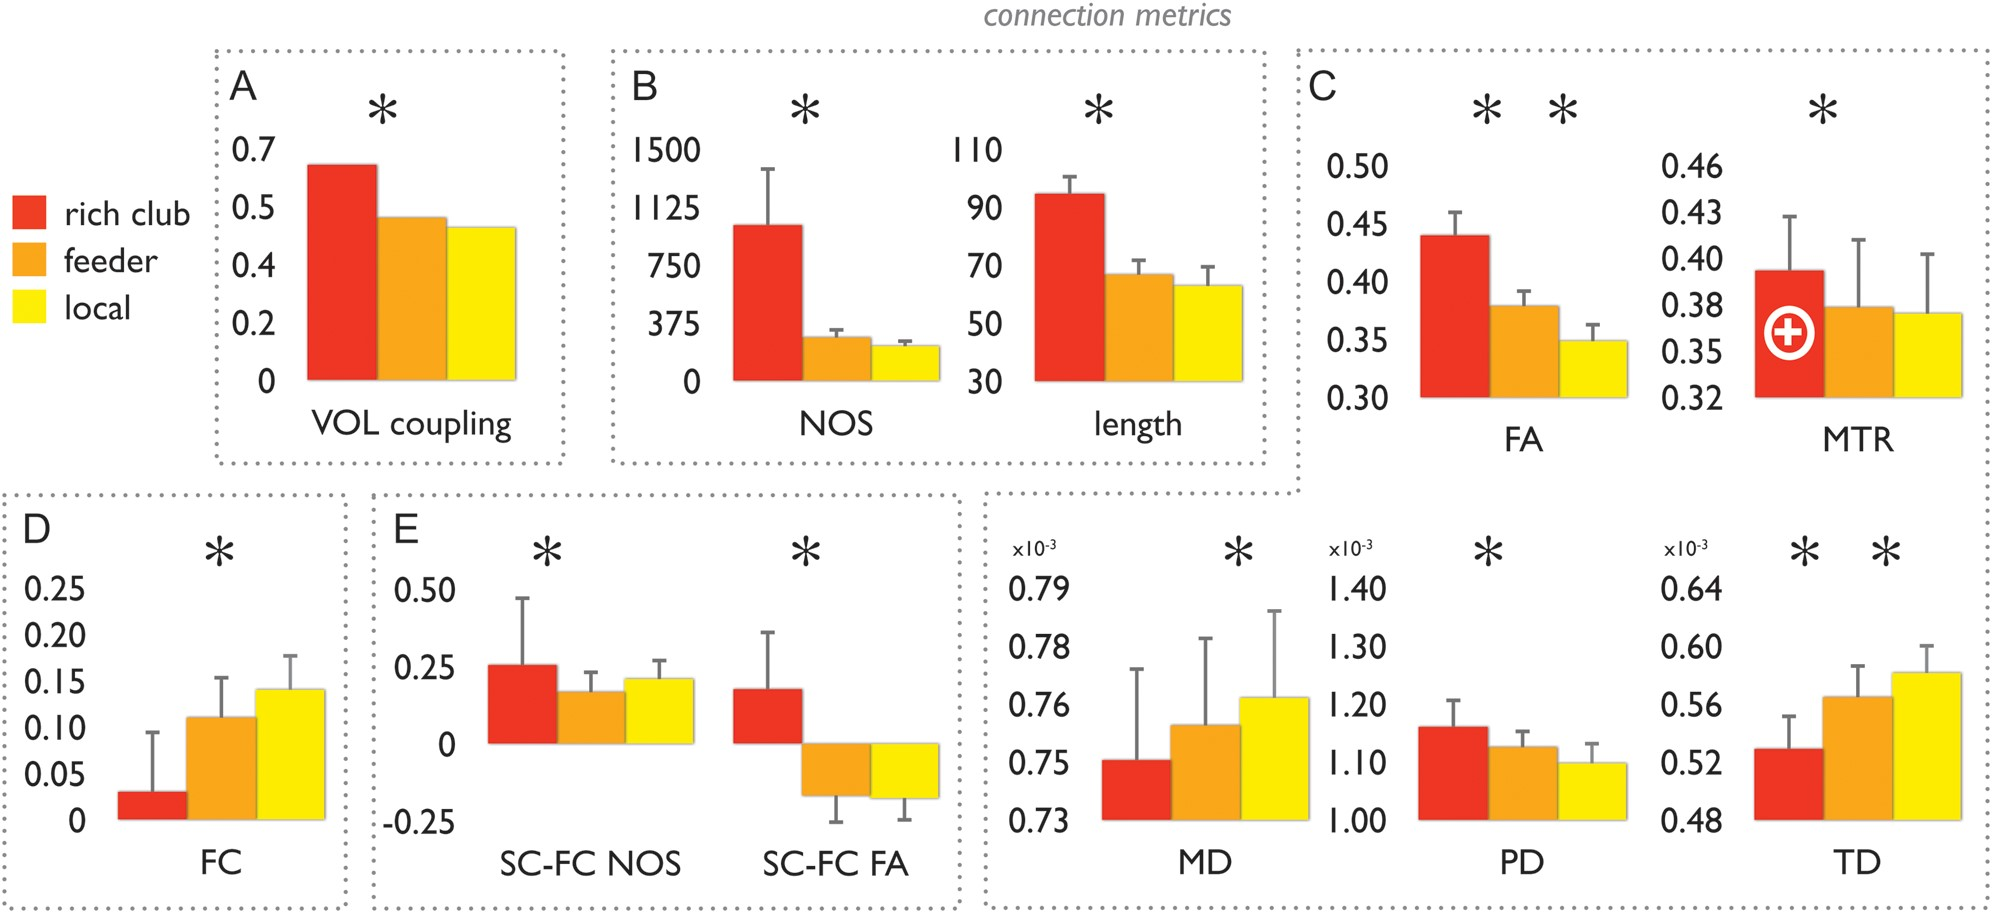 connection metrics
rich club
feeder
local
A
*
0.7
0.5
0.4
0.2
0
VOL coupling
B
*
1500
1125
750
375
0
NOS
*
110
90
70
50
30
length
C
* *
0.50
0.45
0.40
0.35
0.30
FA
*
0.46
0.43
0.40
0.38
0.35
0.32
MTR
D
*
0.25
0.20
0.15
0.10
0.05
0
FC
E
*
0.50
0.25
0
-0.25
SC-FC NOS
*
SC-FC FA
x10-3
*
0.79
0.78
0.76
0.75
0.73
MD
x10-3
*
1.40
1.30
1.20
1.10
1.00
PD
x10-3
* *
0.64
0.60
0.56
0.52
0.48
TD